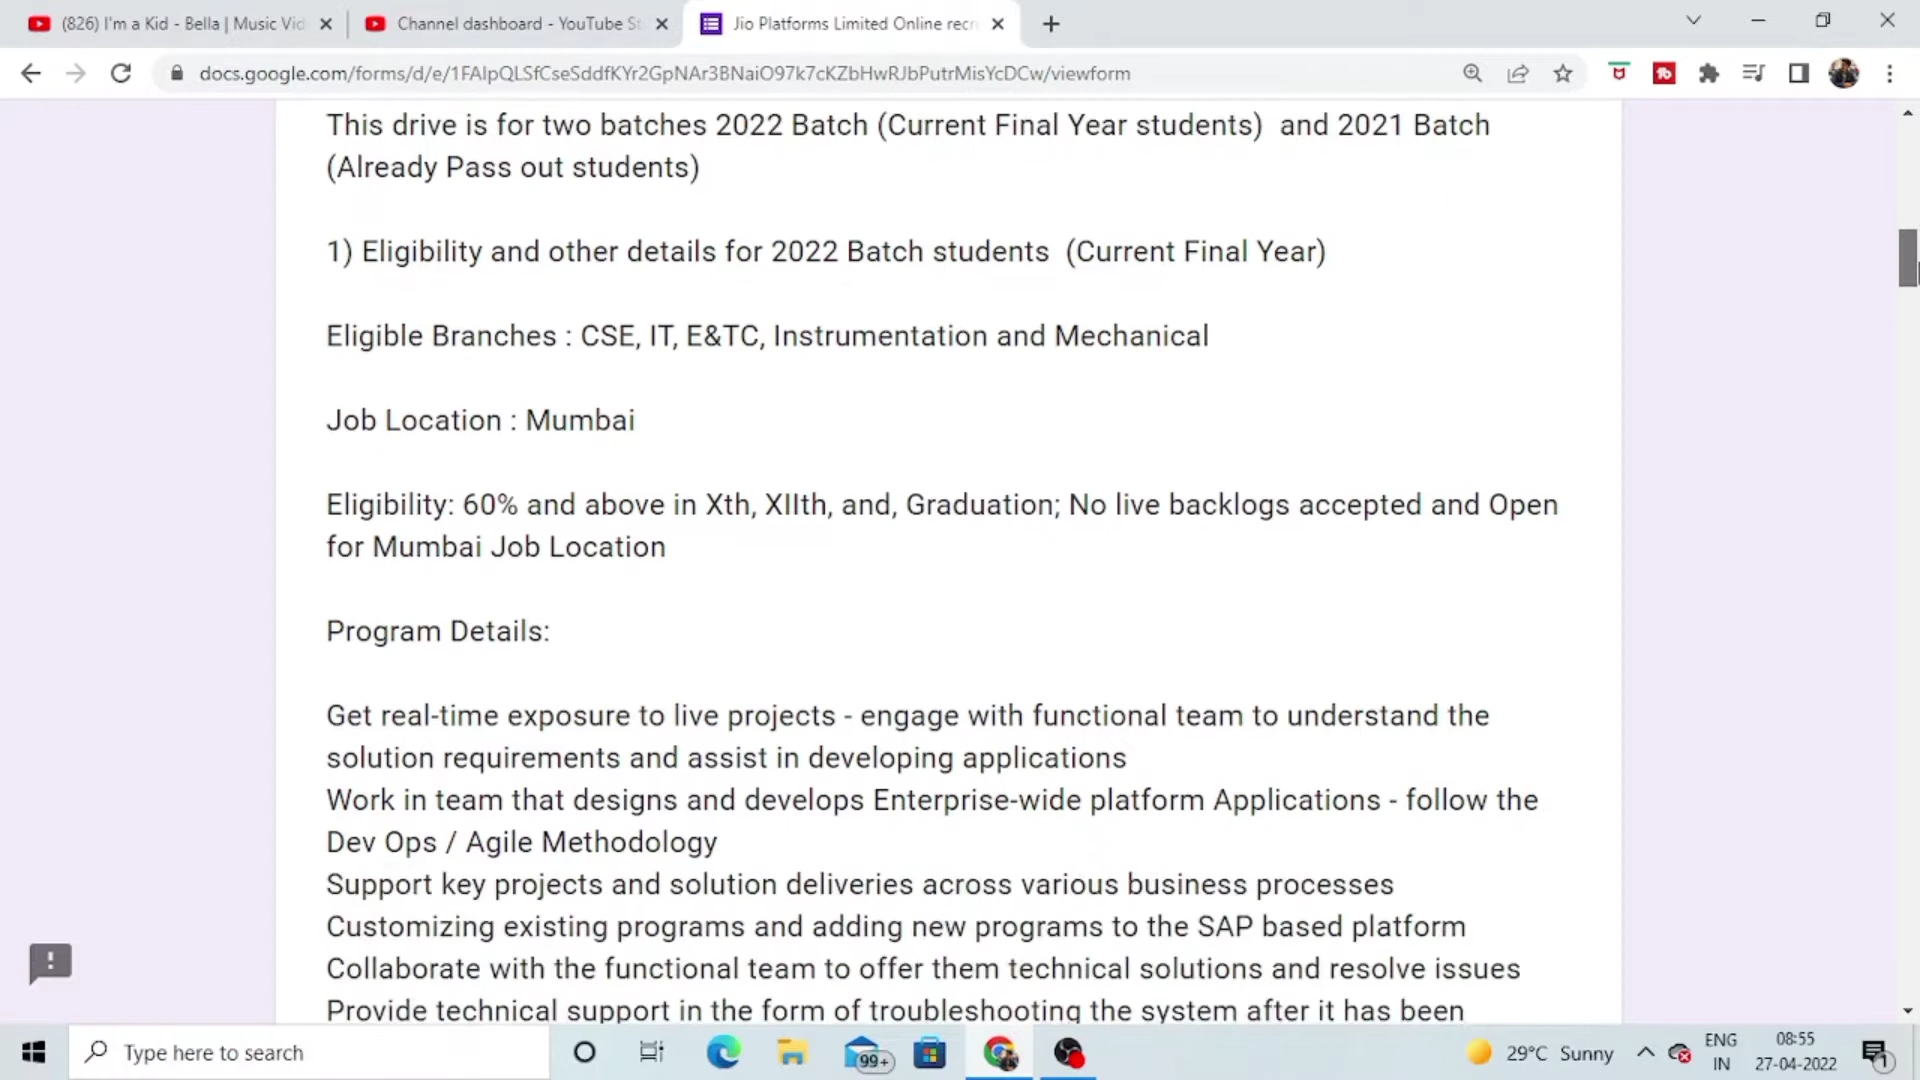 (826) I'm a Kid - Bella | Music Vid
Channel dashboard - YouTube St
Jio Platforms Limited Online recr
docs.google.com/forms/d/e/1FAIpQLSfCseSddfKYr2GpNAr3BNaiO97k7cKZbHwRJbPutrMisYcDCw/viewform
This drive is for two batches 2022 Batch (Current Final Year students)  and 2021 Batch
(Already Pass out students)
1) Eligibility and other details for 2022 Batch students  (Current Final Year)
Eligible Branches : CSE, IT, E&TC, Instrumentation and Mechanical
Job Location : Mumbai
Eligibility: 60% and above in Xth, XIIth, and, Graduation; No live backlogs accepted and Open
for Mumbai Job Location
Program Details:
Get real-time exposure to live projects - engage with functional team to understand the
solution requirements and assist in developing applications
Work in team that designs and develops Enterprise-wide platform Applications - follow the
Dev Ops / Agile Methodology
Support key projects and solution deliveries across various business processes
Customizing existing programs and adding new programs to the SAP based platform
Collaborate with the functional team to offer them technical solutions and resolve issues
Provide technical support in the form of troubleshooting the system after it has been
Type here to search
99+
29°C Sunny
ENG
IN
08:55
27-04-2022
1